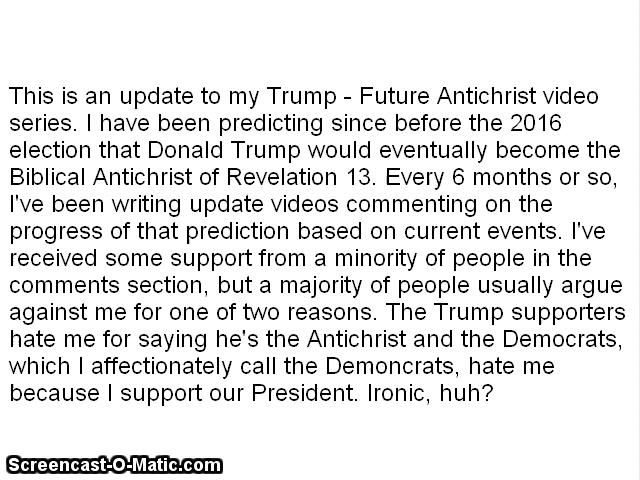 This is an update to my Trump - Future Antichrist video
series. I have been predicting since before the 2016
election that Donald Trump would eventually become the
Biblical Antichrist of Revelation 13. Every 6 months or so,
I've been writing update videos commenting on the
progress of that prediction based on current events. I've
received some support from a minority of people in the
comments section, but a majority of people usually argue
against me for one of two reasons. The Trump supporters
hate me for saying he's the Antichrist and the Democrats,
which I affectionately call the Demoncrats, hate me
because I support our President. Ironic, huh?
Screencast-O-Matic.com